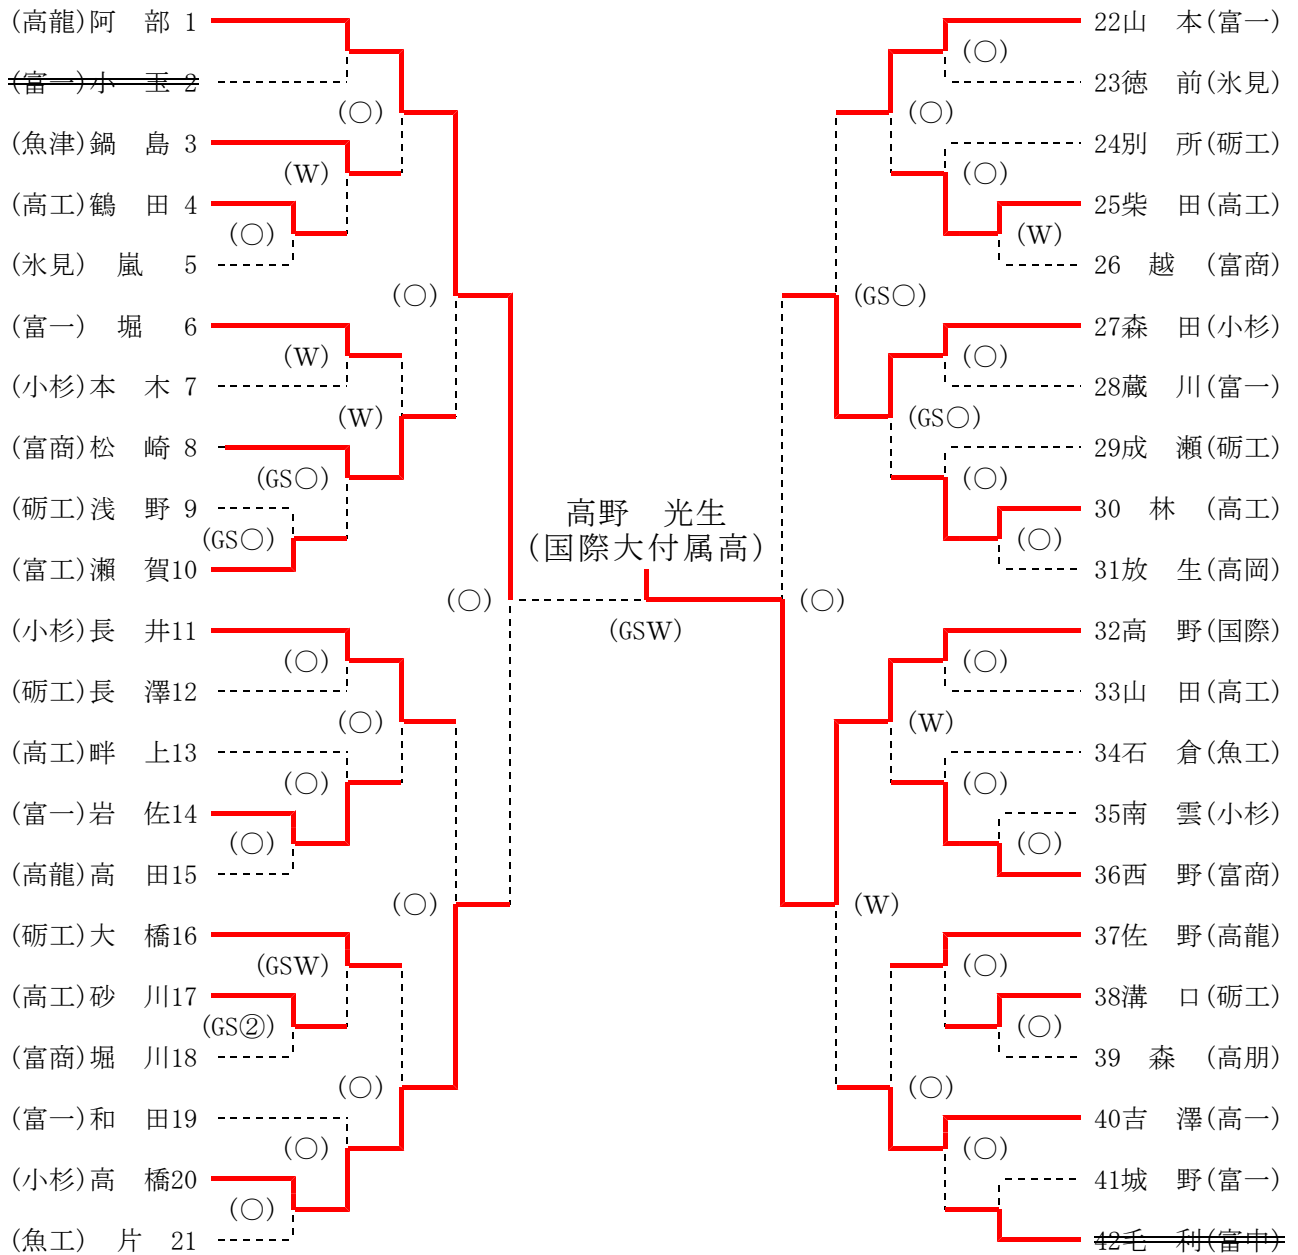 (高龍)阿　部 1
(富一)小　玉 2
(○)
(魚津)鍋　島 3
(W)
(高工)鶴　田 4
(○)
(氷見)　嵐　 5
(○)
(富一)　堀　 6
(W)
(小杉)本　木 7
(W)
(富商)松　崎 8
(GS○)
(砺工)浅　野 9
(GS○)
(富工)瀬　賀10
(○)
(小杉)長　井11
(○)
(砺工)長　澤12
(○)
(高工)畔　上13
(○)
(富一)岩　佐14
(○)
(高龍)高　田15
(○)
(砺工)大　橋16
(GSW)
(高工)砂　川17
(GS②)
(富商)堀　川18
(○)
(富一)和　田19
(○)
(小杉)高　橋20
(○)
(魚工)　片　21
高野　光生
(国際大付属高)
(GSW)
22山　本(富一)
(○)
23徳　前(氷見)
(○)
24別　所(砺工)
(○)
25柴　田(高工)
(W)
26　越　(富商)
(GS○)
27森　田(小杉)
(○)
28蔵　川(富一)
(GS○)
29成　瀬(砺工)
(○)
30　林　(高工)
(○)
31放　生(高岡)
(○)
32高　野(国際)
(○)
33山　田(高工)
(W)
34石　倉(魚工)
(○)
35南　雲(小杉)
(○)
36西　野(富商)
(W)
37佐　野(高龍)
(○)
38溝　口(砺工)
(○)
39　森　(高朋)
(○)
40吉　澤(高一)
(○)
41城　野(富一)
42毛　利(富中)